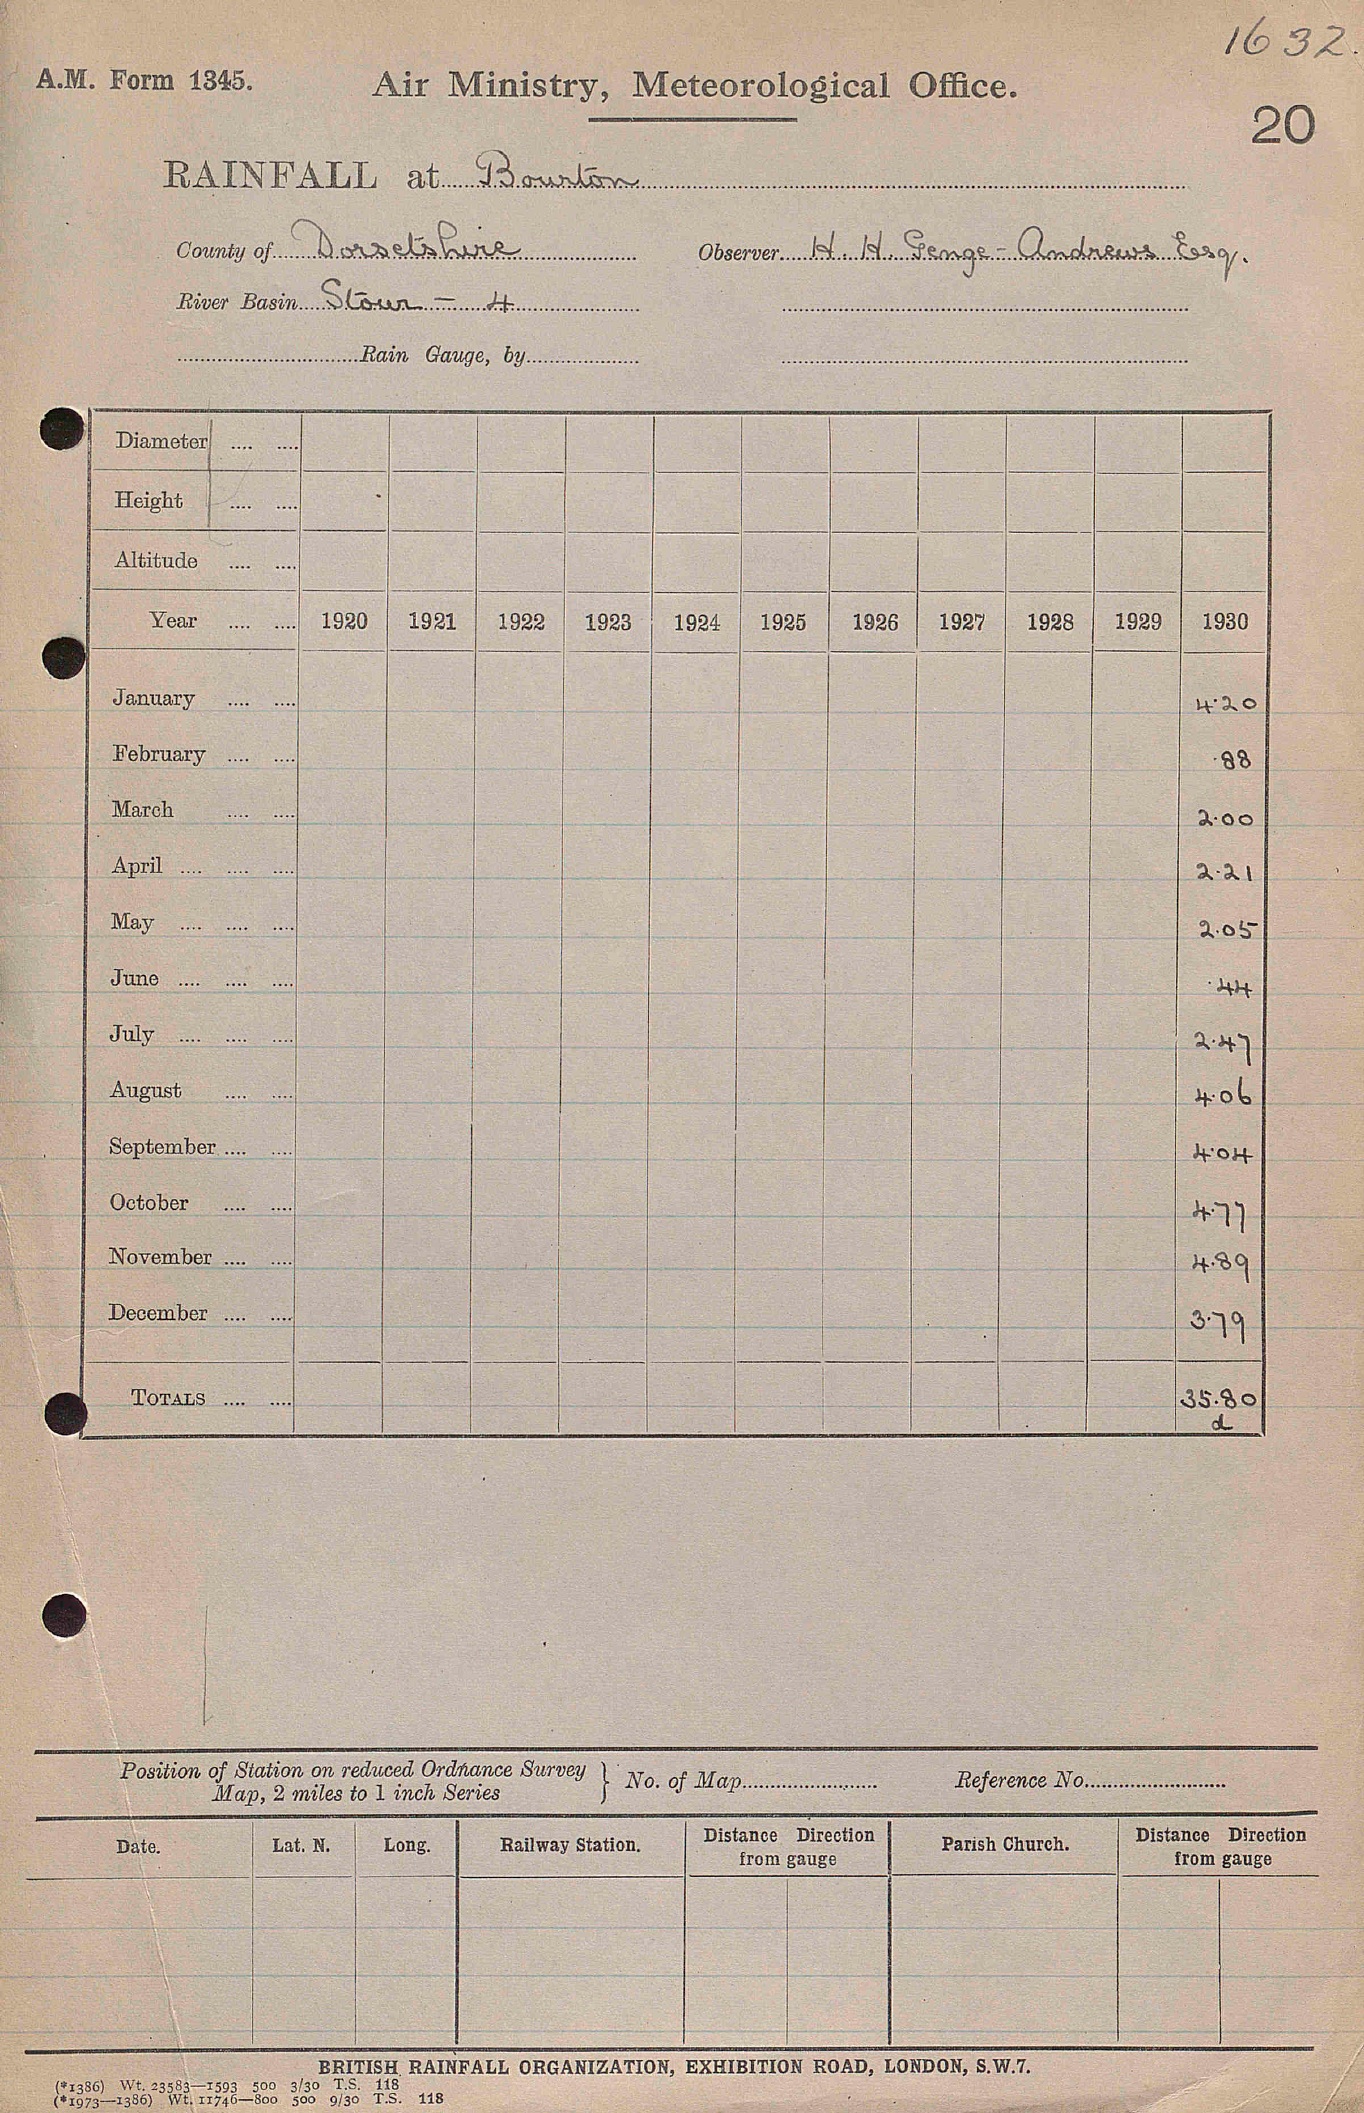 1632.
A.M. Form 1345.
Air Ministry, Meteorological Office.
20
RAINFALL at Bourton
County of Dorsetshire
Observer H. H. Genge-Andrews Esq.
River Basin Stour - 4
Rain Gauge, by
Diameter
Height
Altitude
Year 1920 1921 1922 1923 1924 1925 1926 1927 1928 1929 1930
January 4.20
February .88
March 2.00
April 2.21
May 2.05
June .44
July 2.47
August 4.06
September 4.04
October 4.77
November 4.89
December 3.79
TOTALS 35.80
d
Position of Station on reduced Ordnance Survey
Map, 2 miles to 1 inch Series
No. of Map
Reference No.
Date. Lat. N. Long. Railway Station. Distance Direction from gauge Parish Church. Distance Direction from gauge
BRITISH RAINFALL ORGANIZATION, EXHIBITION ROAD, LONDON, S.W.7.
(*1386) Wt. 23583—1593 500 3/30 T.S. 118
(*1973—1386) Wt. 11746—800 500 9/30 T.S. 118